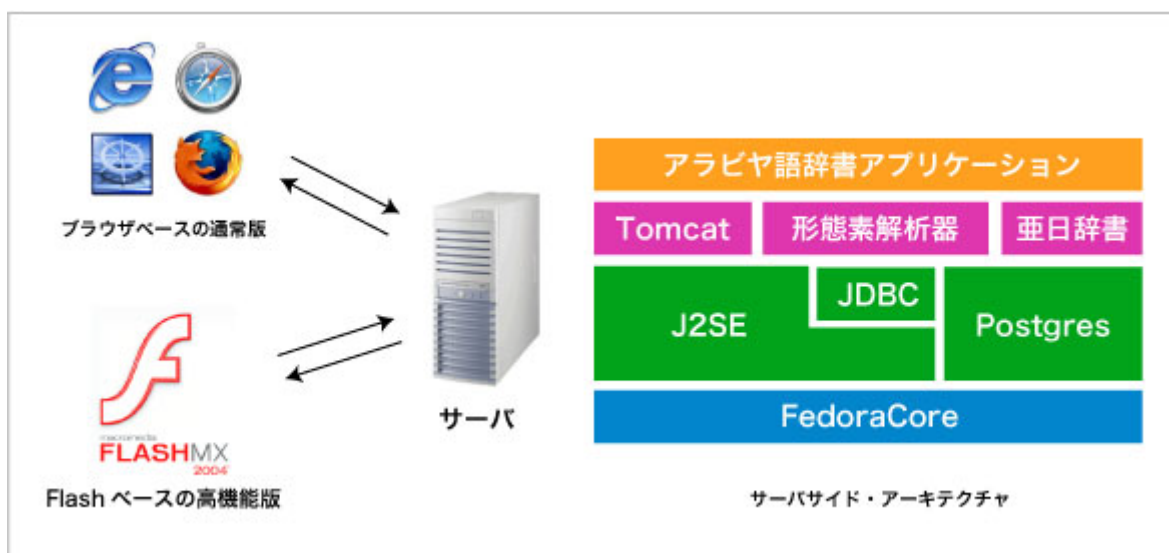 ブラウザベースの通常版
macromedia
FLASHMX
2004
Flash ベースの高機能版
サーバ
アラビヤ語辞書アプリケーション
Tomcat
形態素解析器
亜日辞書
J2SE
JDBC
Postgres
FedoraCore
サーバサイド・アーキテクチャ